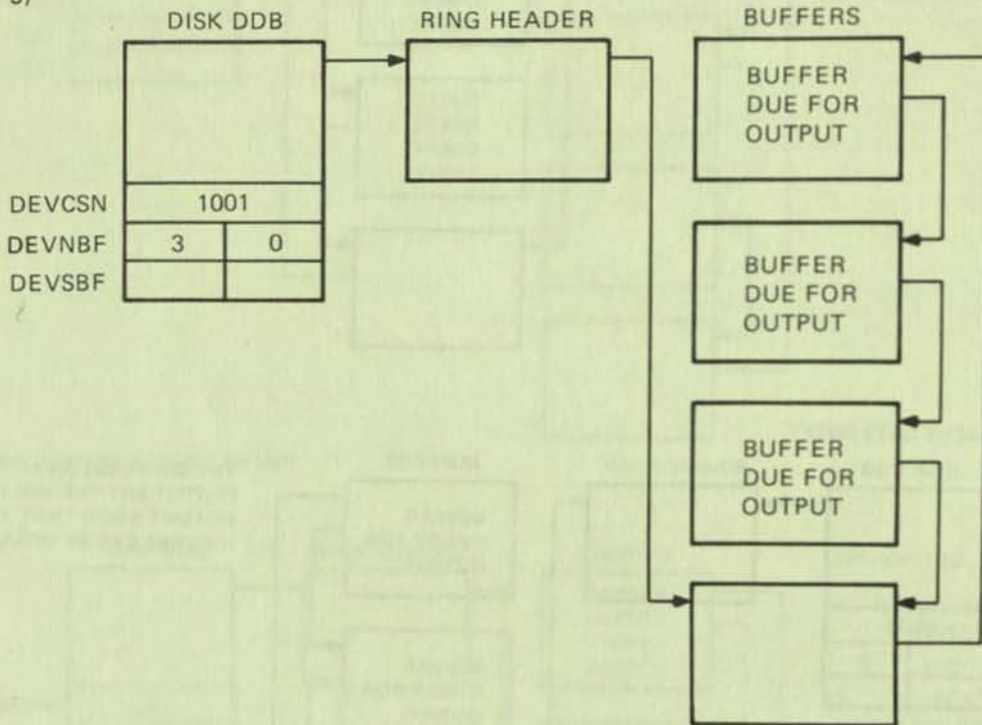 DISK DDB
RING HEADER
BUFFERS
BUFFER
DUE FOR
OUTPUT
DEVCSN 1001
DEVNBF 3 0
DEVSBF
BUFFER
DUE FOR
OUTPUT
BUFFER
DUE FOR
OUTPUT